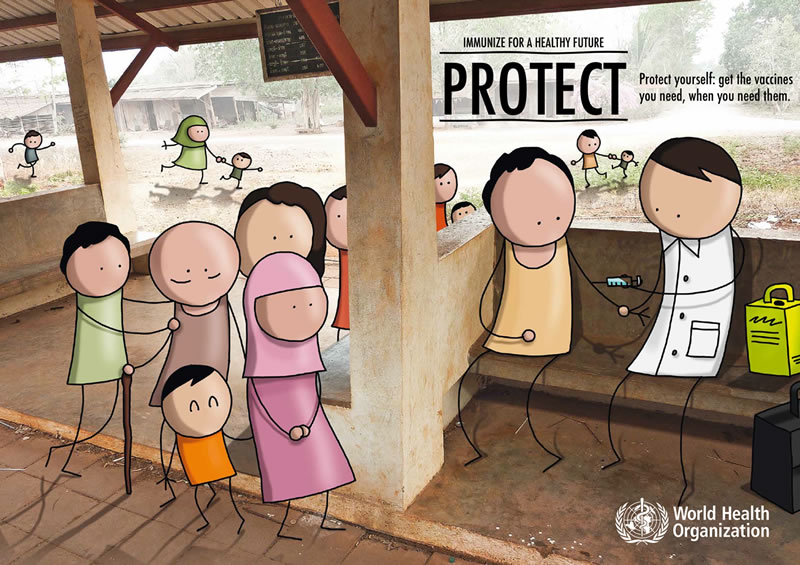 IMMUNIZE FOR A HEALTHY FUTURE
PROTECT
Protect yourself: get the vaccines
you need, when you need them.
World Health
Organization